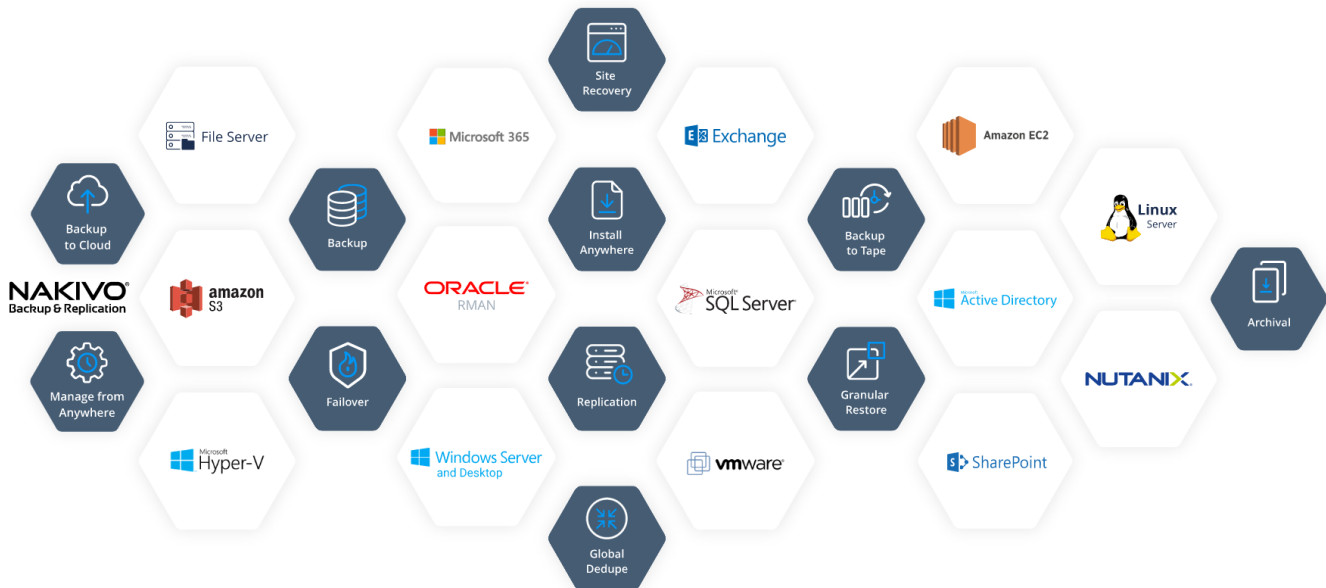 Site
Recovery
File Server
Microsoft 365
Exchange
Amazon EC2
Backup
to Cloud
Backup
Install
Anywhere
Backup
to Tape
Linux
Server
NAKIVO®
Backup & Replication
amazon
S3
ORACLE®
RMAN
Microsoft®
SQL Server®
Microsoft
Active Directory
Archival
Manage from
Anywhere
Failover
Replication
Granular
Restore
NUTANIX®
Microsoft
Hyper-V
Windows Server
and Desktop
vmware®
S
SharePoint
Global
Dedupe